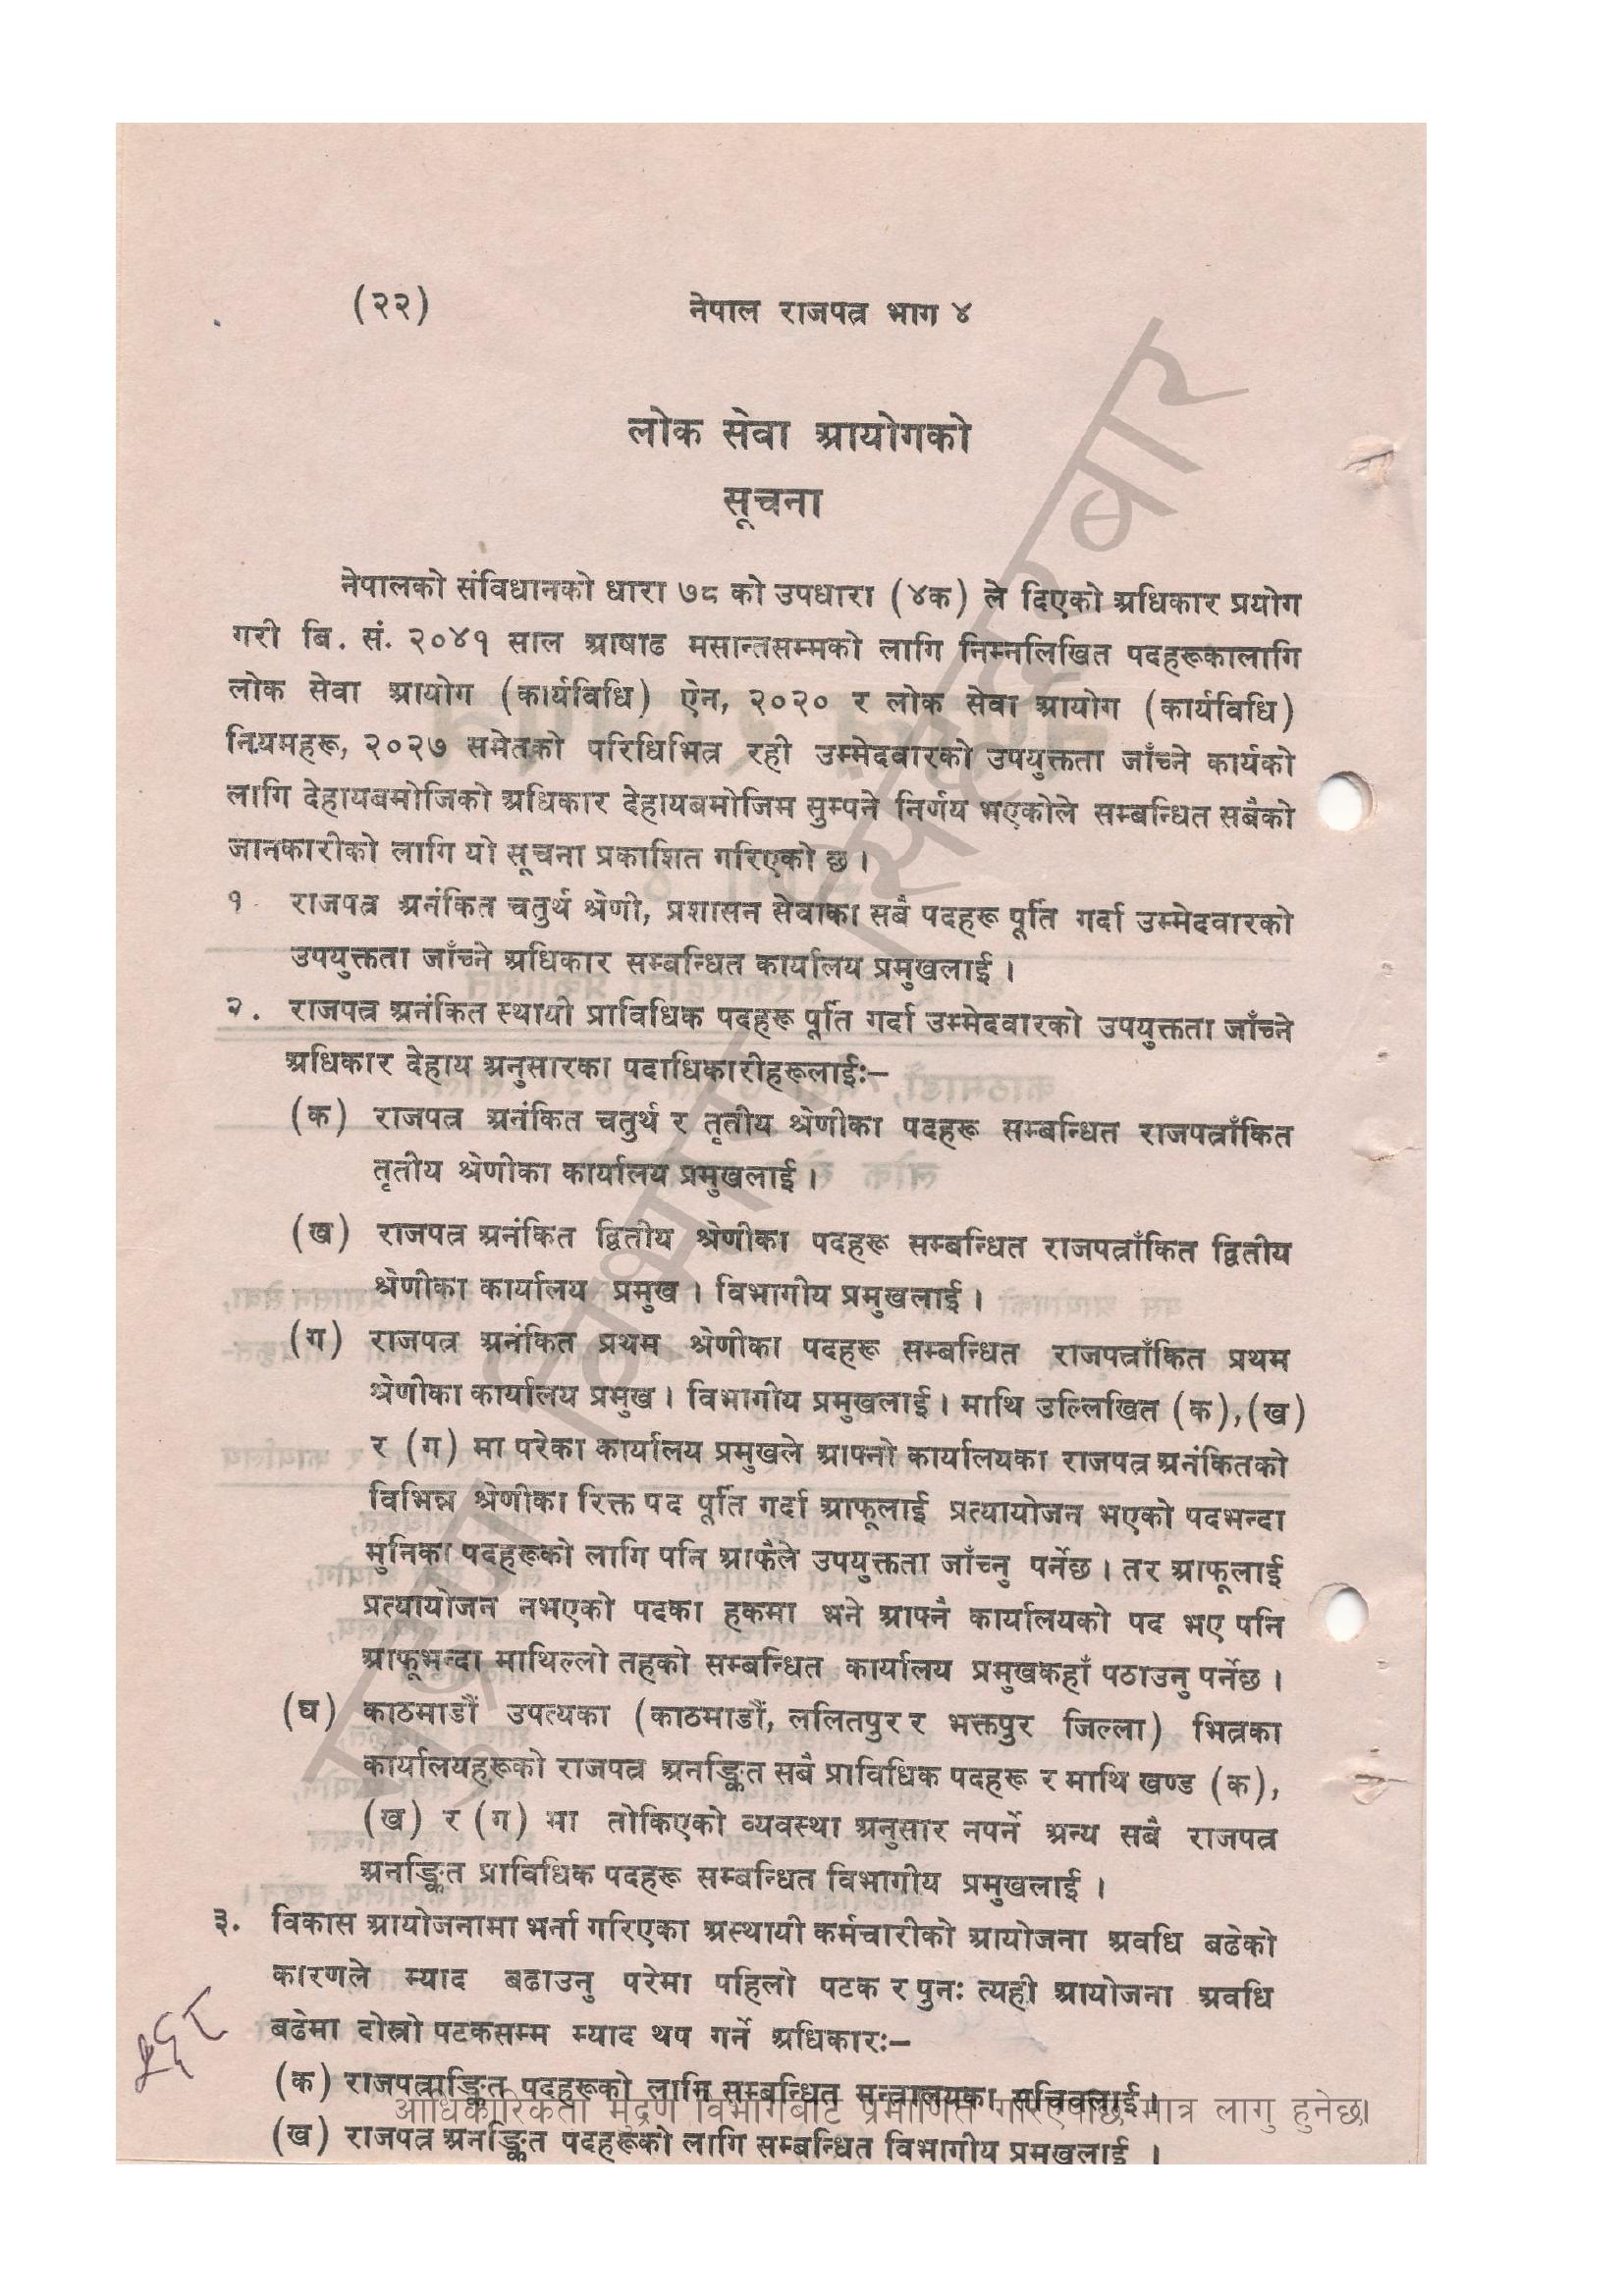 (२२)
नेपाल राजपत्र भाग ४
लोक सेवा आयोगको
सूचना
नेपालको संविधानको धारा ७८ को उपधारा (४क) ले दिएको अधिकार प्रयोग
गरी बि. सं. २०४१ साल आषाढ मसान्तसम्मको लागि निम्नलिखित पदहरूकालागि
लोक सेवा आयोग (कार्यविधि) ऐन, २०२० र लोक सेवा आयोग (कार्यविधि)
नियमहरू, २०२७ समेतको परिधिभित्र रही उम्मेदवारको उपयुक्तता जाँच्ने कार्यको
लागि देहायबमोजिको अधिकार देहायबमोजिम सुम्पने निर्णय भएकोले सम्बन्धित सबैको
जानकारीको लागि यो सूचना प्रकाशित गरिएको छ ।
१ राजपत्र अनंकित चतुर्थ श्रेणी, प्रशासन सेवाका सबै पदहरू पूर्ति गर्दा उम्मेदवारको
उपयुक्तता जाँच्ने अधिकार सम्बन्धित कार्यालय प्रमुखलाई ।
२. राजपत्र अनंकित स्थायी प्राविधिक पदहरू पूर्ति गर्दा उम्मेदवारको उपयुक्तता जाँच्ने
अधिकार देहाय अनुसारका पदाधिकारीहरूलाई:–
(क) राजपत्र अनंकित चतुर्थ र तृतीय श्रेणीका पदहरू सम्बन्धित राजपत्राँकित
तृतीय श्रेणीका कार्यालय प्रमुखलाई ।
(ख) राजपत्र अनंकित द्वितीय श्रेणीका पदहरू सम्बन्धित राजपत्राँकित द्वितीय
श्रेणीका कार्यालय प्रमुख । विभागीय प्रमुखलाई ।
(ग) राजपत्र अनंकित प्रथम श्रेणीका पदहरू सम्बन्धित राजपत्राँकित प्रथम
श्रेणीका कार्यालय प्रमुख । विभागीय प्रमुखलाई । माथि उल्लिखित (क), (ख)
र (ग) मा परेका कार्यालय प्रमुखले आफ्नो कार्यालयका राजपत्र अनंकितको
विभिन्न श्रेणीका रिक्त पद पूर्ति गर्दा आफूलाई प्रत्यायोजन भएको पदभन्दा
मुनिका पदहरूको लागि पनि आफैले उपयुक्तता जाँच्नु पर्नेछ । तर आफूलाई
प्रत्यायोजन नभएको पदका हकमा भने आफ्नै कार्यालयको पद भए पनि
आफूभन्दा माथिल्लो तहको सम्बन्धित कार्यालय प्रमुखकहाँ पठाउनु पर्नेछ ।
(घ) काठमाडौं उपत्यका (काठमाडौं, ललितपुर र भक्तपुर जिल्ला) भित्रका
कार्यालयहरूको राजपत्र अनङ्कित सबै प्राविधिक पदहरू र माथि खण्ड (क),
(ख) र (ग) मा तोकिएको व्यवस्था अनुसार नपर्ने अन्य सबै राजपत्र
अनङ्कित प्राविधिक पदहरू सम्बन्धित विभागीय प्रमुखलाई ।
३. विकास आयोजनामा भर्ना गरिएका अस्थायी कर्मचारीको आयोजना अवधि बढेको
कारणले म्याद बढाउनु परेमा पहिलो पटक र पुनः त्यही आयोजना अवधि
बढेमा दोस्रो पटकसम्म म्याद थप गर्ने अधिकार:–
(क) राजपत्राङ्कित पदहरूको लागि सम्बन्धित मन्त्रालयका सचिवलाई ।
आधिकारिकता मुद्रण विभागबाट प्रमाणित गरिएपछि मात्र लागु हुनेछ।
(ख) राजपत्र अनङ्कित पदहरूको लागि सम्बन्धित विभागीय प्रमुखलाई ।